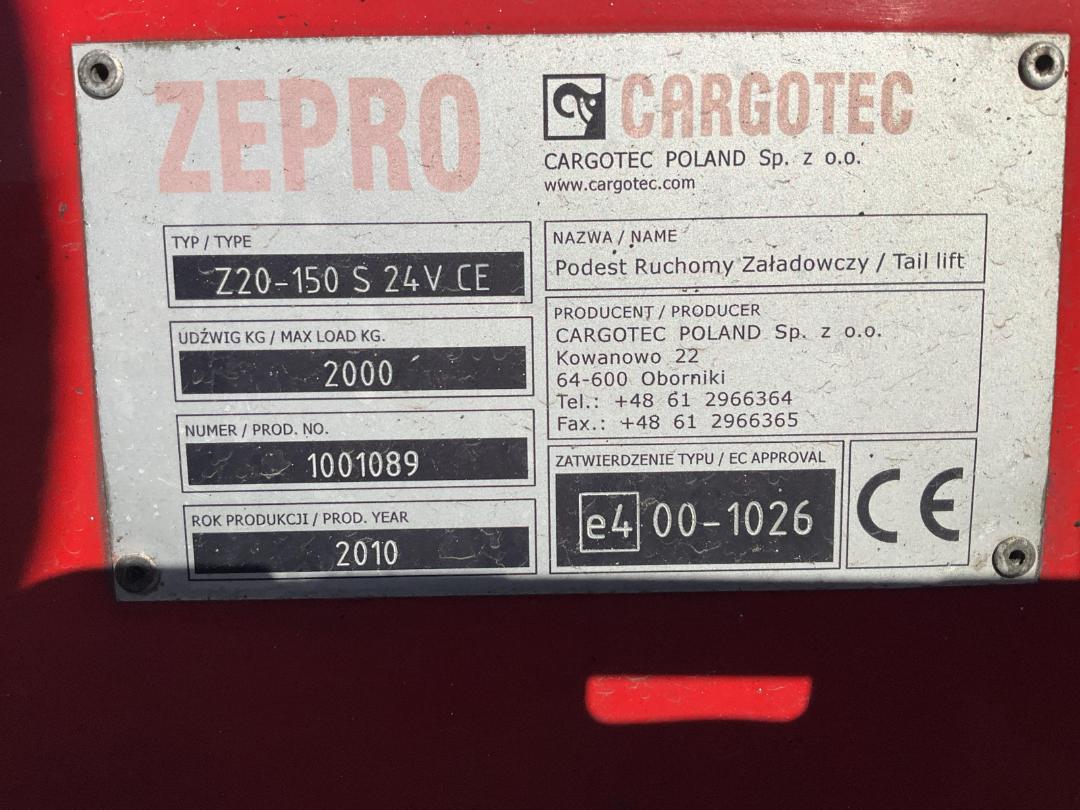 ZEPRO
CARGOTEC
CARGOTEC POLAND Sp. z o.o.
www.cargotec.com
TYP / TYPE
Z20-150 S 24V CE
UDŹWIG KG / MAX LOAD KG.
2000
NUMER / PROD. NO.
1001089
ROK PRODUKCJI / PROD. YEAR
2010
NAZWA / NAME
Podest Ruchomy Załadowczy / Tail lift
PRODUCENT / PRODUCER
CARGOTEC POLAND Sp. z o.o.
Kowanowo 22
64-600 Oborniki
Tel.: +48 61 2966364
Fax.: +48 61 2966365
ZATWIERDZENIE TYPU / EC APPROVAL
e4 00-1026
CE